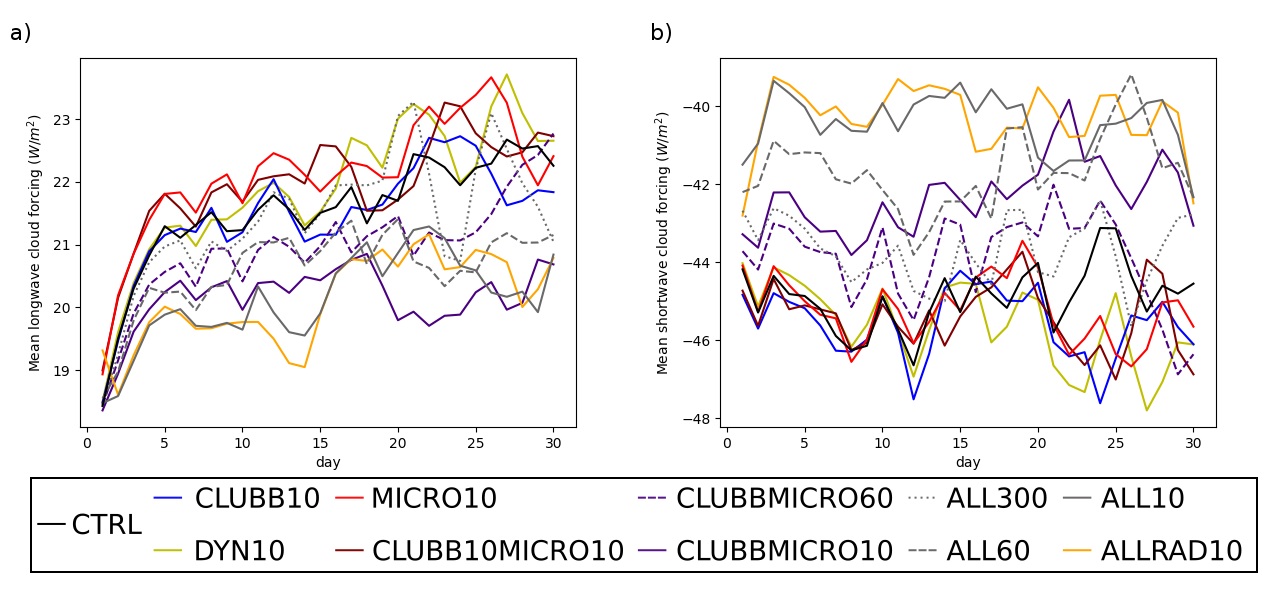 a)
b)
Mean longwave cloud forcing (W/m²)
23
22
21
20
19
0 5 10 15 20 25 30
day
Mean shortwave cloud forcing (W/m²)
−40
−42
−44
−46
−48
0 5 10 15 20 25 30
day
CTRL
CLUBB10 MICRO10 CLUBBMICRO60 ALL300 ALL10
DYN10 CLUBB10MICRO10 CLUBBMICRO10 ALL60 ALLRAD10